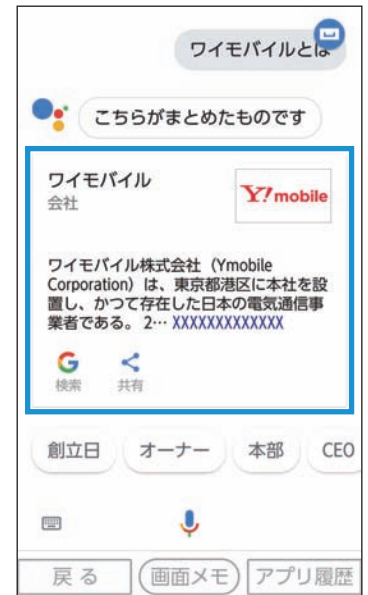 ワイモバイルとは
こちらがまとめたものです
ワイモバイル
会社
Y!mobile
ワイモバイル株式会社（Ymobile
Corporation）は、東京都港区に本社を設
置し、かつて存在した日本の電気通信事
業者である。 2… XXXXXXXXXXXXX
検索 共有
創立日 オーナー 本部 CEO
戻る 画面メモ アプリ履歴